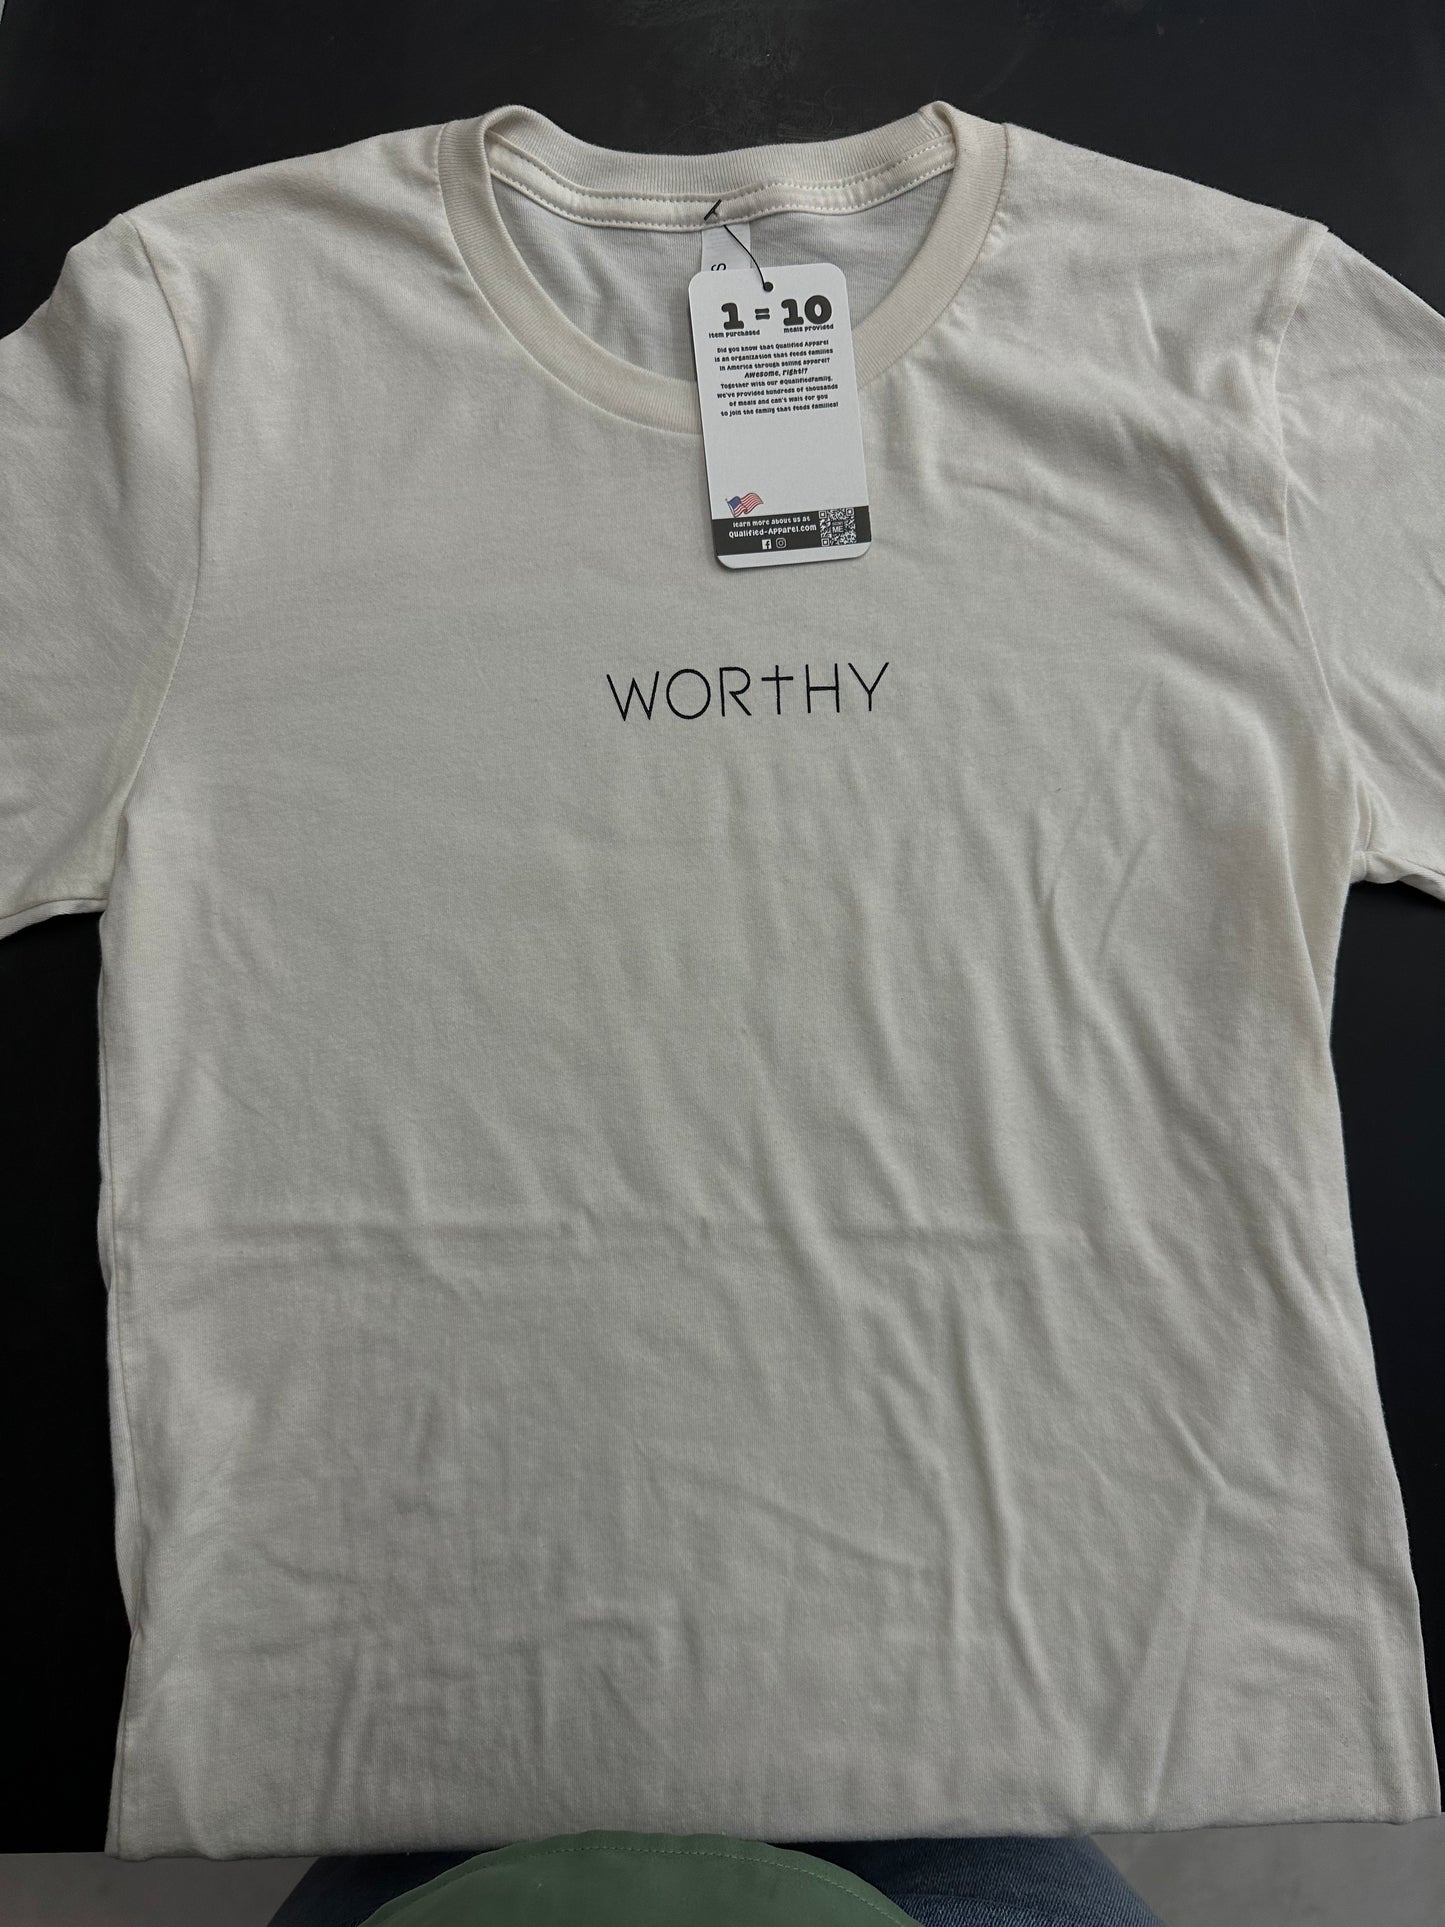 S
1 = 10
item purchased meals provided
Did you know that Qualified Apparel
is an organization that feeds families
in America through selling apparel?
Awesome, right!?
Together with our @QualifiedFamily,
we've provided hundreds of thousands
of meals and can't wait for you
to join the family that feeds families!
learn more about us at
Qualified-Apparel.com
ME
WOR†HY